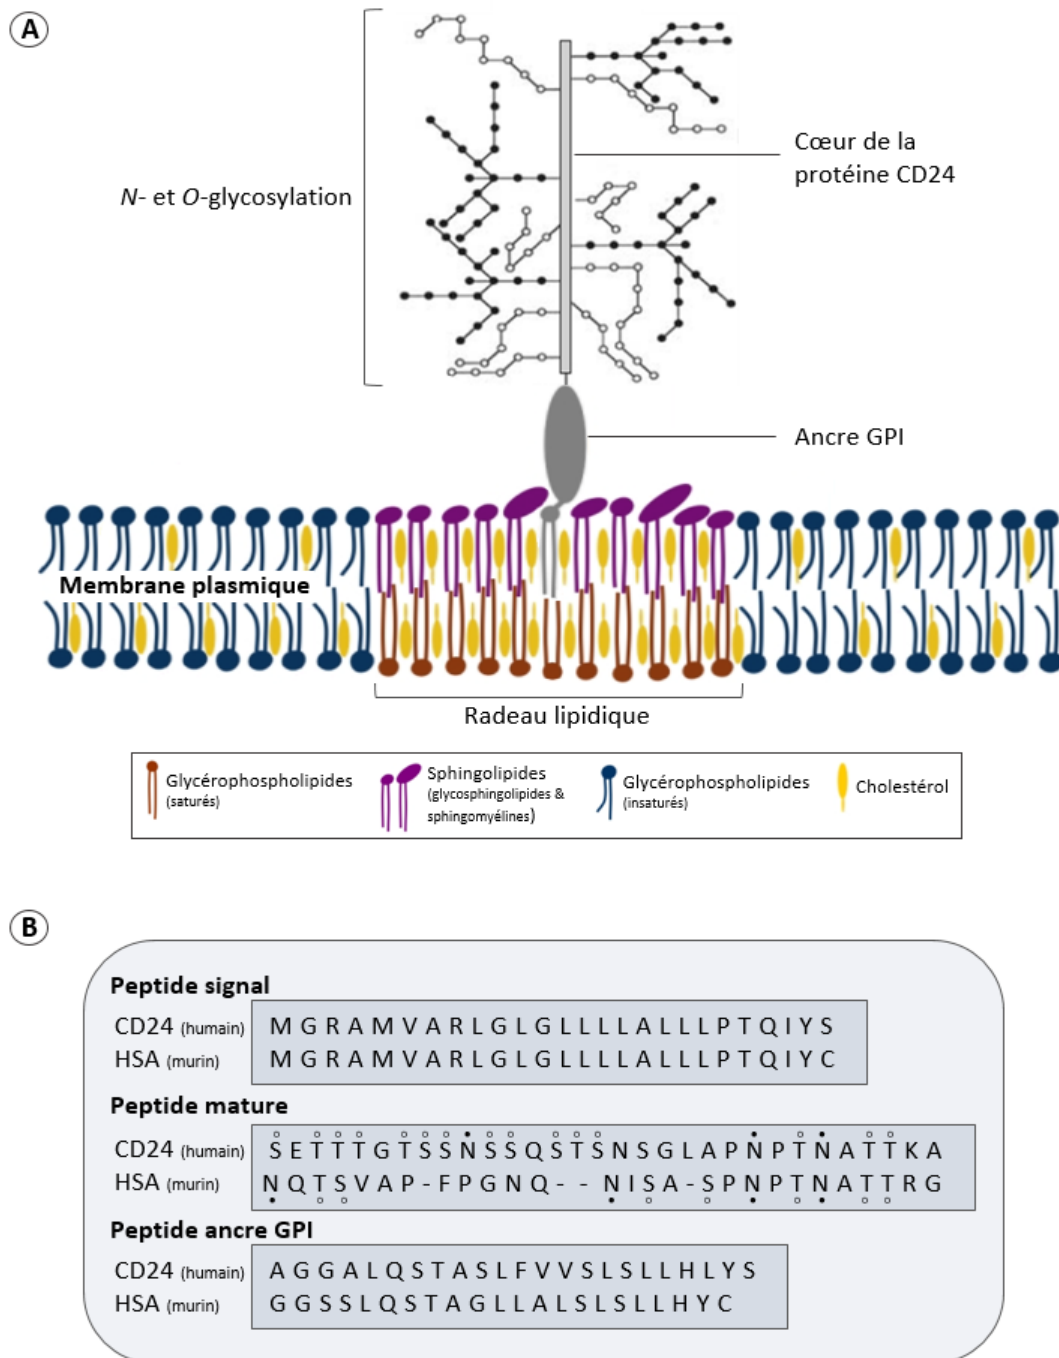 A
N- et O-glycosylation
Cœur de la
protéine CD24
Ancre GPI
Membrane plasmique
Radeau lipidique
Glycérophospholipides
(saturés)
Sphingolipides
(glycosphingolipides &
sphingomyélines)
Glycérophospholipides
(insaturés)
Cholestérol
B
Peptide signal
CD24 (humain) M G R A M V A R L G L G L L L L A L L L P T Q I Y S
HSA (murin) M G R A M V A R L G L G L L L L A L L L P T Q I Y C
Peptide mature
CD24 (humain) S E T T T G T S S N S S Q S T S N S G L A P N P T N A T T K A
HSA (murin) N Q T S V A P - F P G N Q - - N I S A - S P N P T N A T T R G
Peptide ancre GPI
CD24 (humain) A G G A L Q S T A S L F V V S L S L L H L Y S
HSA (murin) G G S S L Q S T A G L L A L S L S L L H Y C